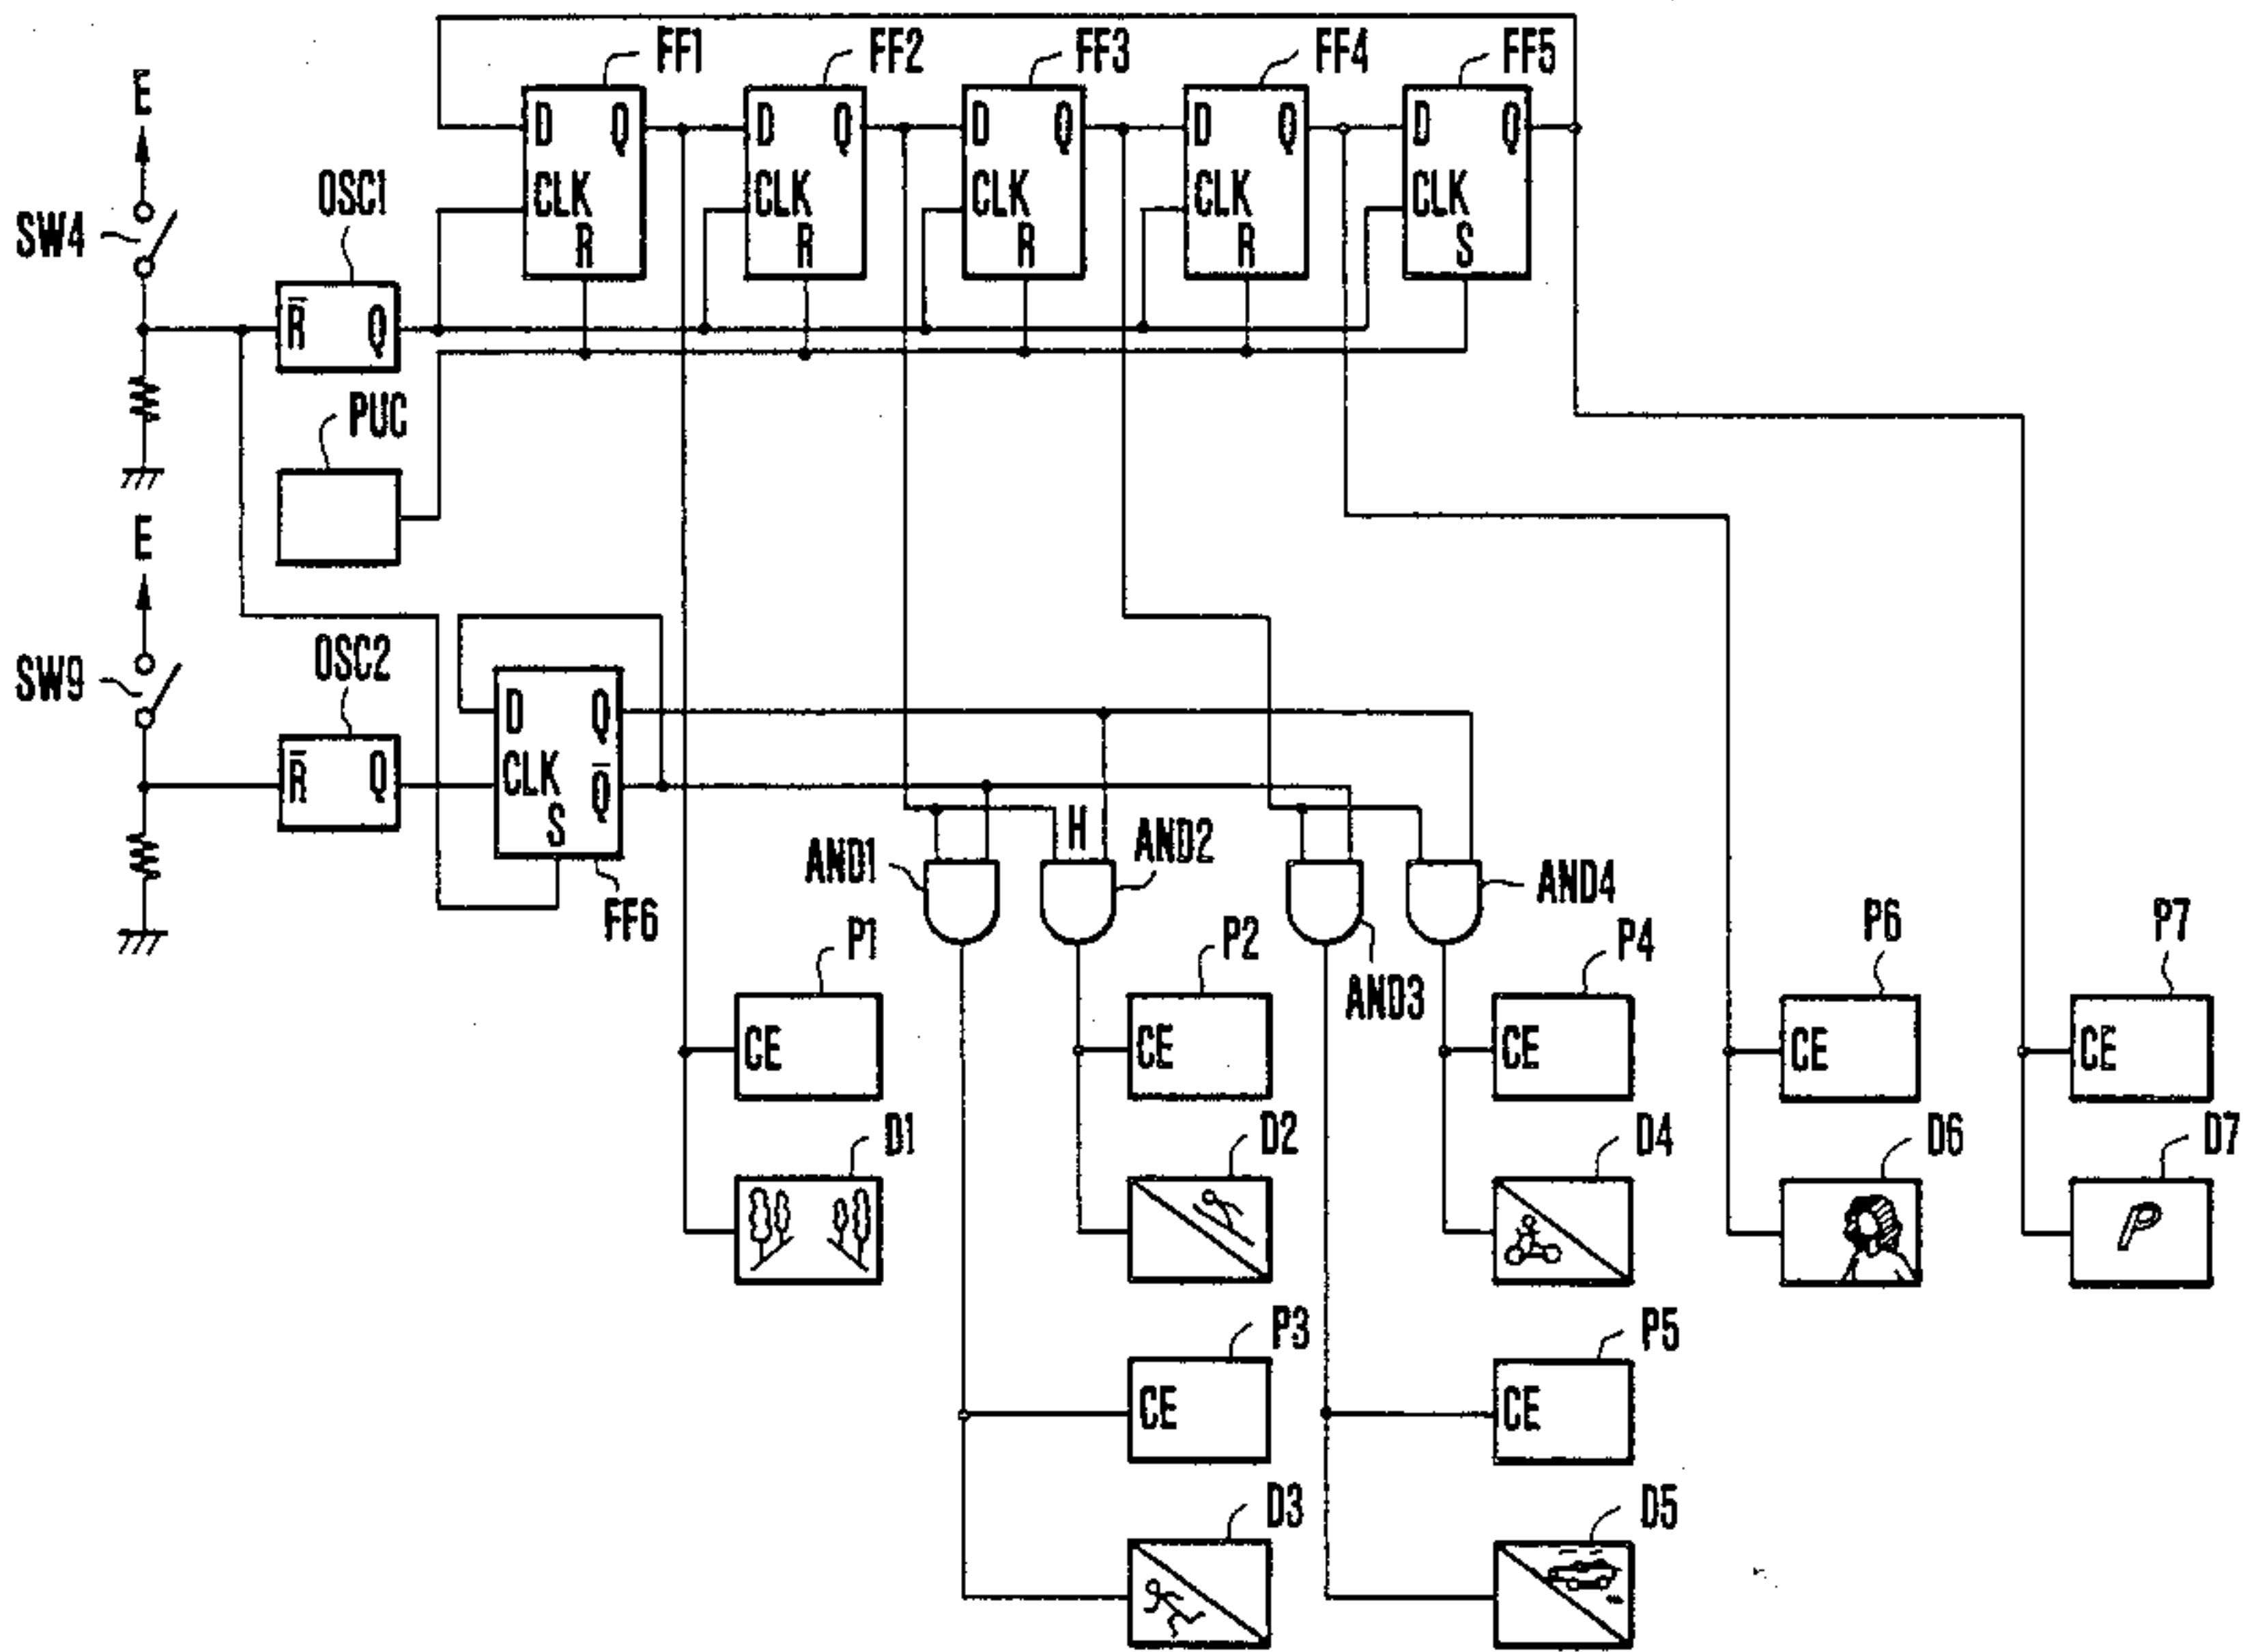 FF1 FF2 FF3 FF4 FF5
E
D Q D Q D Q D Q D Q
OSC1
CLK CLK CLK CLK CLK
SW4
R R R R S
R̅ Q
PUC
E
OSC2
SW9
D Q
R̅ Q
CLK Q̅
S
H
AND1 AND2
AND4
FF6
P1 P2 P4 P6 P7
AND3
CE CE CE CE CE
D1 D2 D4 D6 D7
P
P3 P5
CE CE
D3 D5